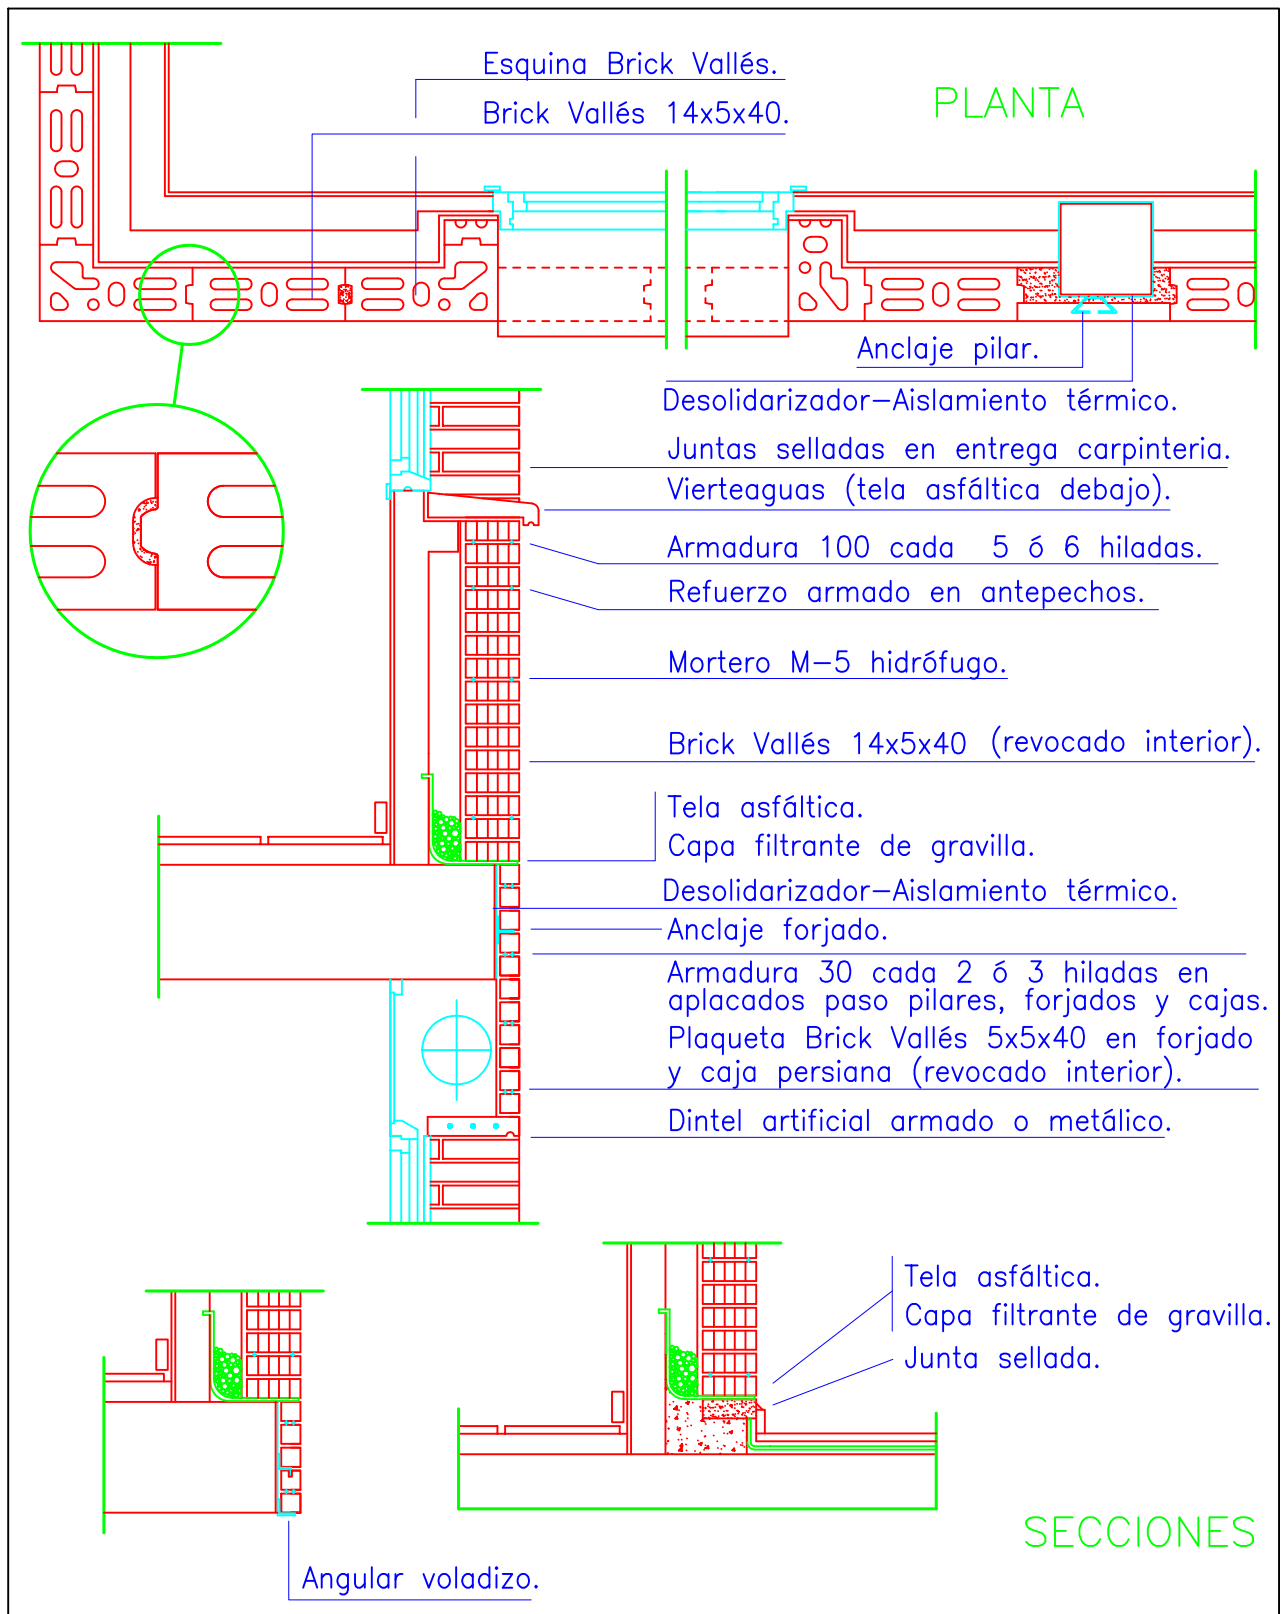 Esquina Brick Vallés.
Brick Vallés 14x5x40.
PLANTA
Anclaje pilar.
Desolidarizador-Aislamiento térmico.
Juntas selladas en entrega carpinteria.
Vierteaguas (tela asfáltica debajo).
Armadura 100 cada 5 ó 6 hiladas.
Refuerzo armado en antepechos.
Mortero M-5 hidrófugo.
Brick Vallés 14x5x40 (revocado interior).
Tela asfáltica.
Capa filtrante de gravilla.
Desolidarizador-Aislamiento térmico.
Anclaje forjado.
Armadura 30 cada 2 ó 3 hiladas en
aplacados paso pilares, forjados y cajas.
Plaqueta Brick Vallés 5x5x40 en forjado
y caja persiana (revocado interior).
Dintel artificial armado o metálico.
Tela asfáltica.
Capa filtrante de gravilla.
Junta sellada.
SECCIONES
Angular voladizo.